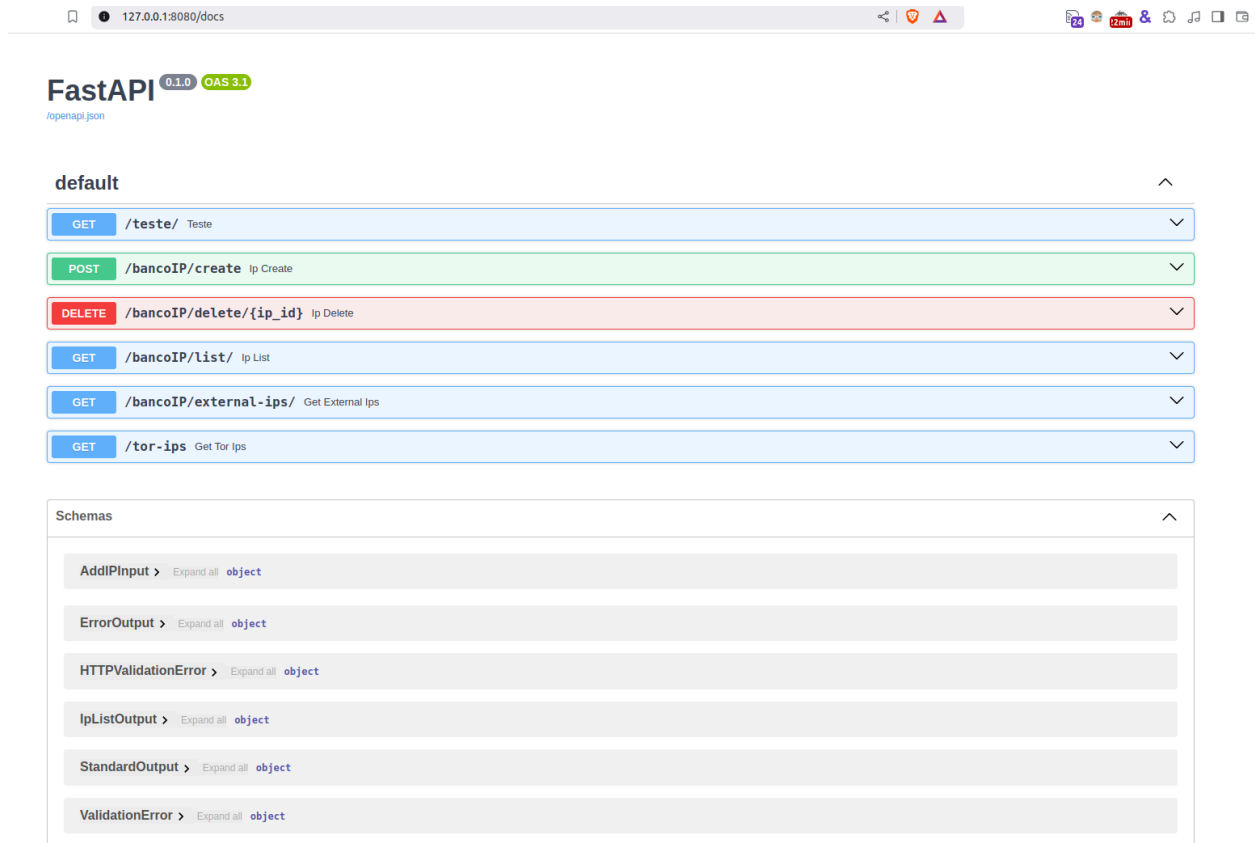 127.0.0.1:8080/docs
24
&
FastAPI 0.1.0 OAS 3.1
/openapi.json
default
GET /teste/ Teste
POST /bancoIP/create Ip Create
DELETE /bancoIP/delete/{ip_id} Ip Delete
GET /bancoIP/list/ Ip List
GET /bancoIP/external-ips/ Get External Ips
GET /tor-ips Get Tor Ips
Schemas
AddIPInput Expand all object
ErrorOutput Expand all object
HTTPValidationError Expand all object
IpListOutput Expand all object
StandardOutput Expand all object
ValidationError Expand all object